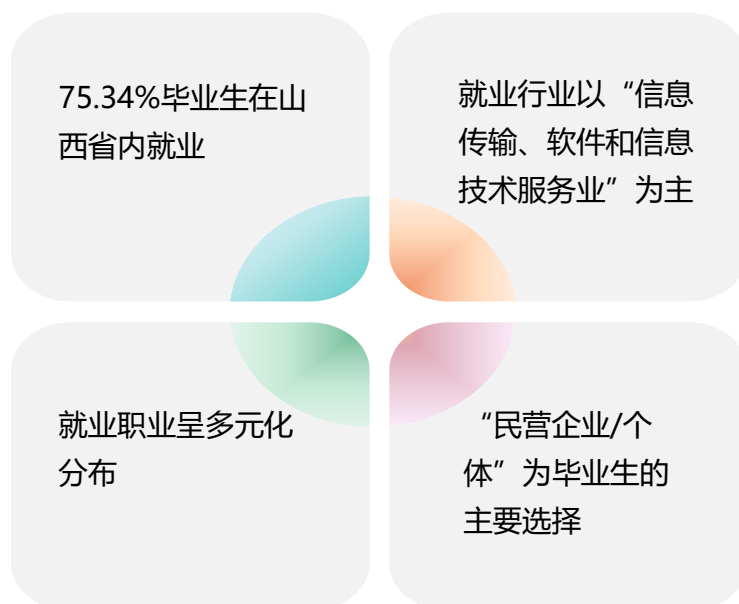 75.34%毕业生在山
西省内就业
就业行业以“信息
传输、软件和信息
技术服务业”为主
就业职业呈多元化
分布
“民营企业/个
体”为毕业生的
主要选择